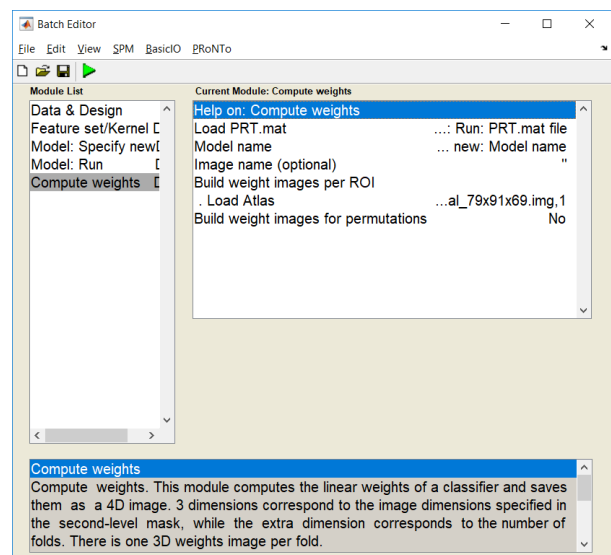 Batch Editor
File Edit View SPM BasicIO PRoNTo
Module List
Data & Design
Feature set/Kernel D
Model: Specify new D
Model: Run D
Compute weights D
Current Module: Compute weights
Help on: Compute weights
Load PRT.mat ...: Run: PRT.mat file
Model name ... new: Model name
Image name (optional) ''
Build weight images per ROI
. Load Atlas ...al_79x91x69.img,1
Build weight images for permutations No
Compute weights
Compute weights. This module computes the linear weights of a classifier and saves
them as a 4D image. 3 dimensions correspond to the image dimensions specified in
the second-level mask, while the extra dimension corresponds to the number of
folds. There is one 3D weights image per fold.